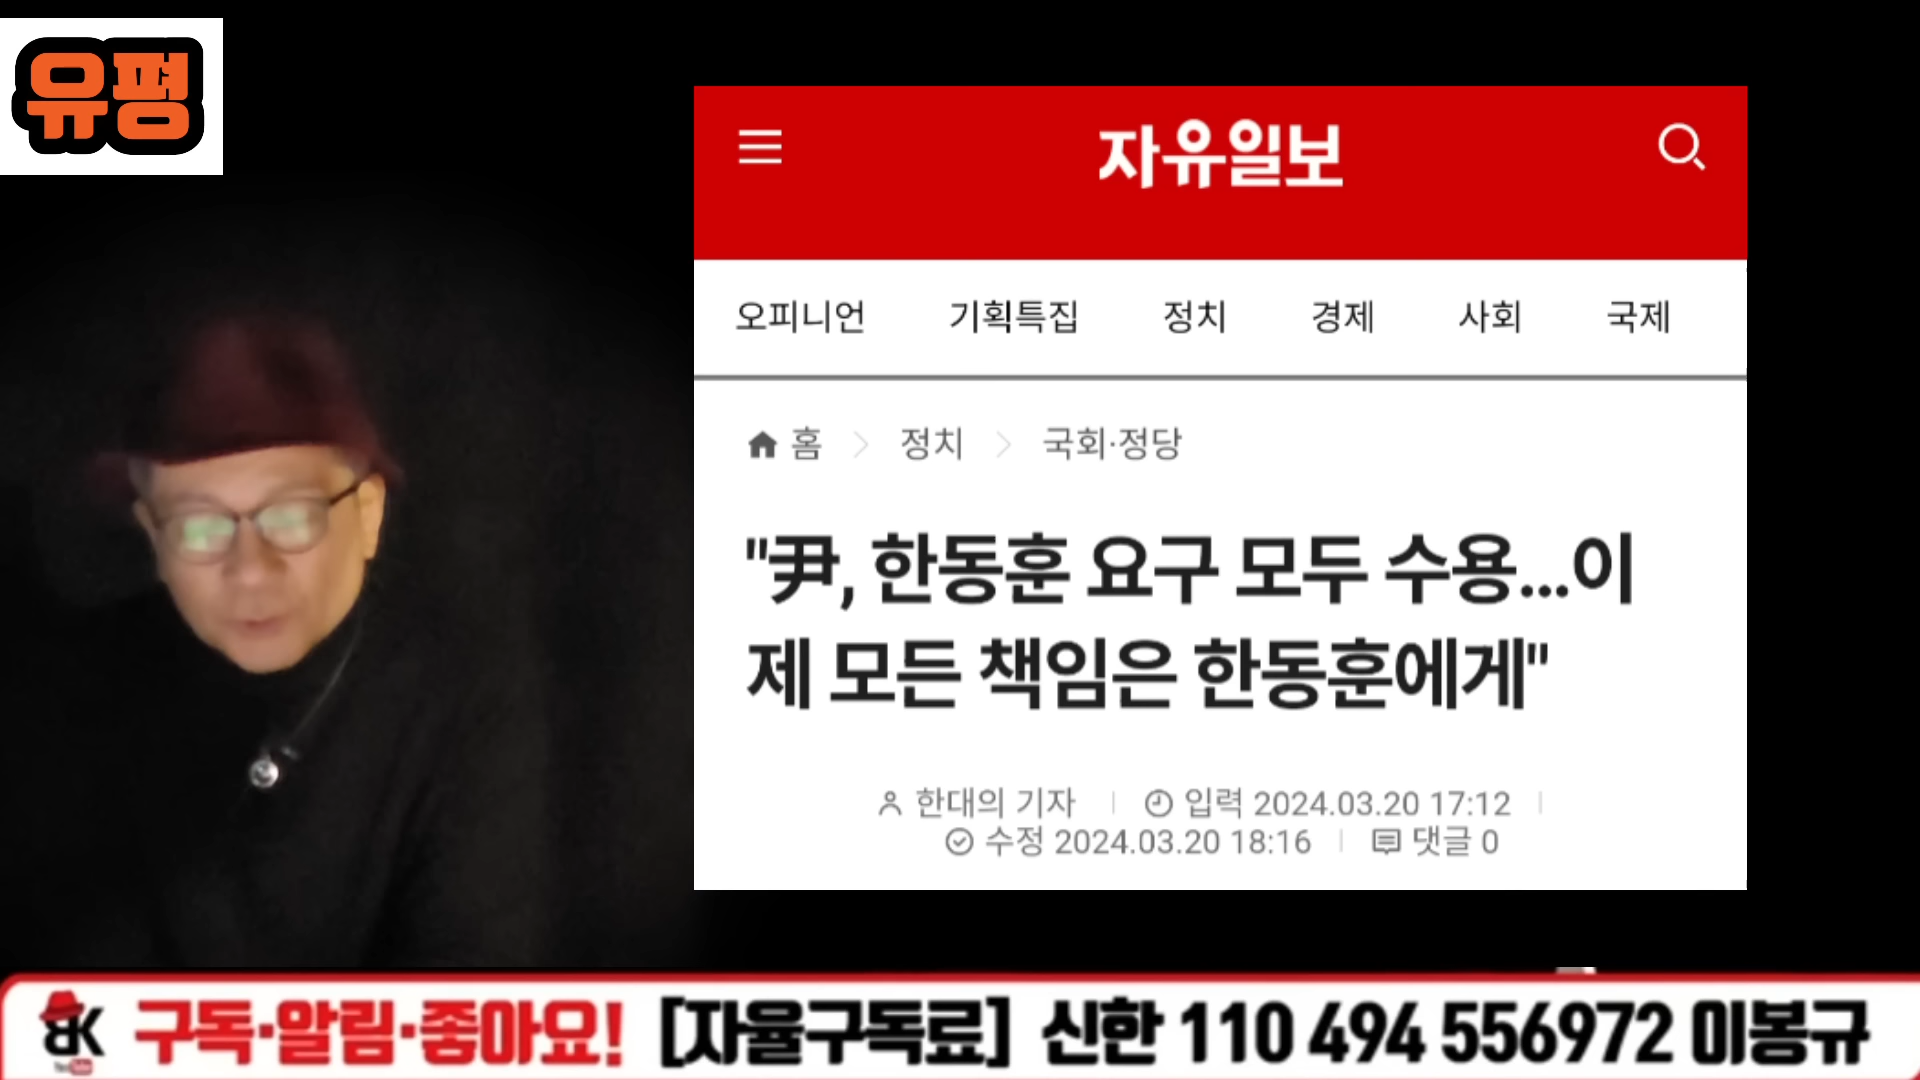 유평
자유일보
오피니언 기획특집 정치 경제 사회 국제
홈 > 정치 > 국회·정당
"尹, 한동훈 요구 모두 수용...이
제 모든 책임은 한동훈에게"
한대의 기자 | 입력 2024.03.20 17:12 |
수정 2024.03.20 18:16 | 댓글 0
BK 구독·알림·좋아요! [자율구독료] 신한 110 494 556972 이봉규